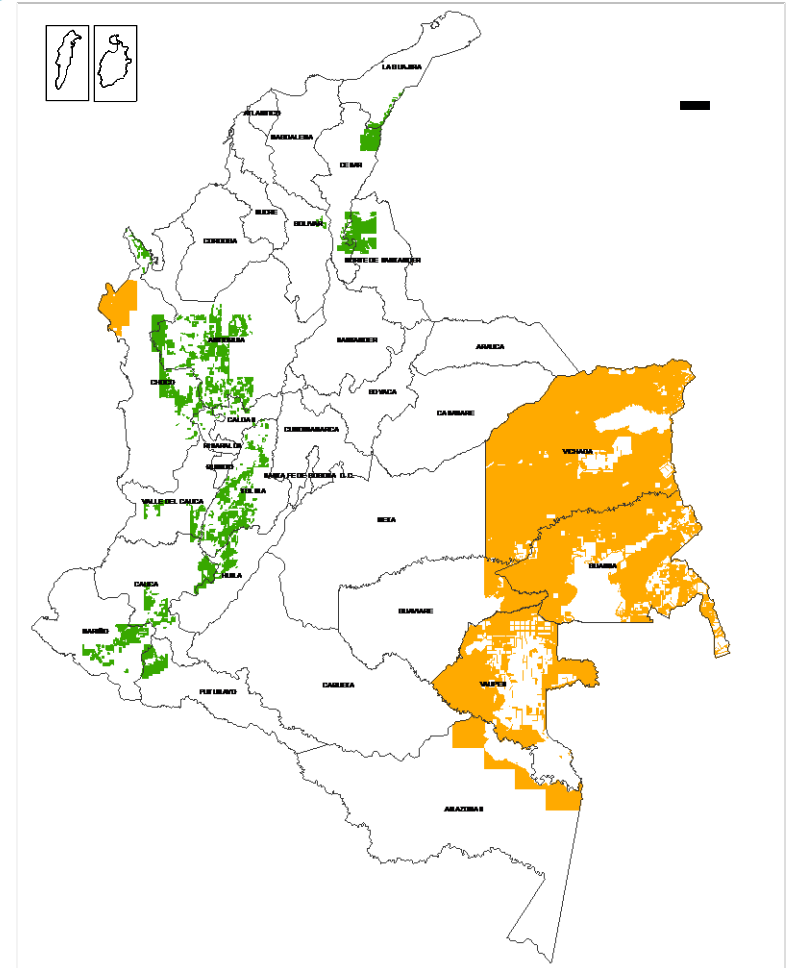 LA GUAJIRA
ATLANTICO
MAGDALENA
CESAR
SUCRE
BOLIVAR
CORDOBA
NORTE DE SANTANDER
ANTIOQUIA
SANTANDER
ARAUCA
CHOCO
BOYACA
CASANARE
CALDAS
CUNDINAMARCA
RISARALDA
VICHADA
QUINDIO
SANTA FE DE BOGOTA D.C.
TOLIMA
VALLE DEL CAUCA
META
GUAINIA
HUILA
CAUCA
GUAVIARE
NARIÑO
CAQUETA
VAUPES
PUTUMAYO
AMAZONAS